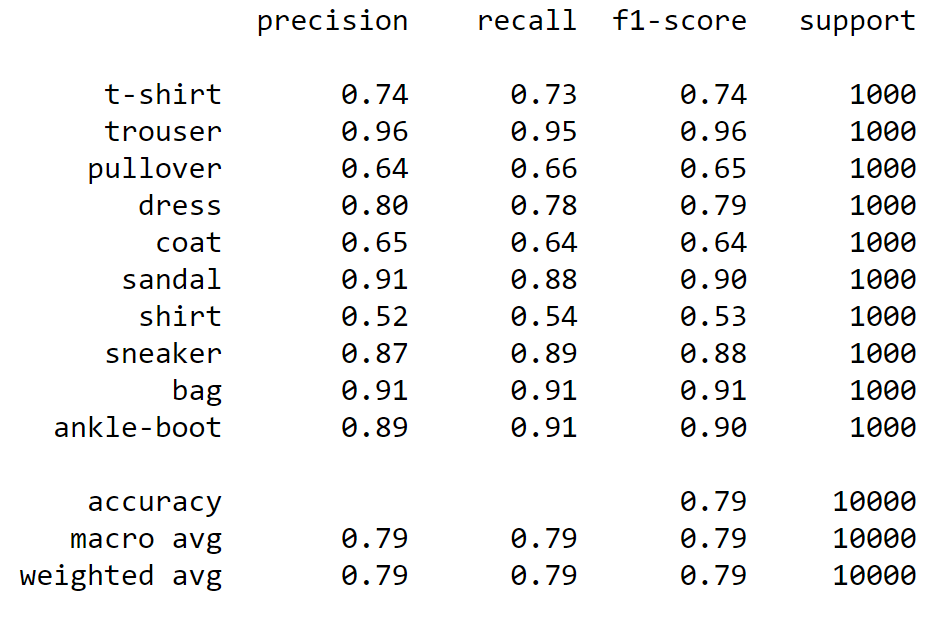 precision recall f1-score support
t-shirt 0.74 0.73 0.74 1000
trouser 0.96 0.95 0.96 1000
pullover 0.64 0.66 0.65 1000
dress 0.80 0.78 0.79 1000
coat 0.65 0.64 0.64 1000
sandal 0.91 0.88 0.90 1000
shirt 0.52 0.54 0.53 1000
sneaker 0.87 0.89 0.88 1000
bag 0.91 0.91 0.91 1000
ankle-boot 0.89 0.91 0.90 1000
accuracy 0.79 10000
macro avg 0.79 0.79 0.79 10000
weighted avg 0.79 0.79 0.79 10000